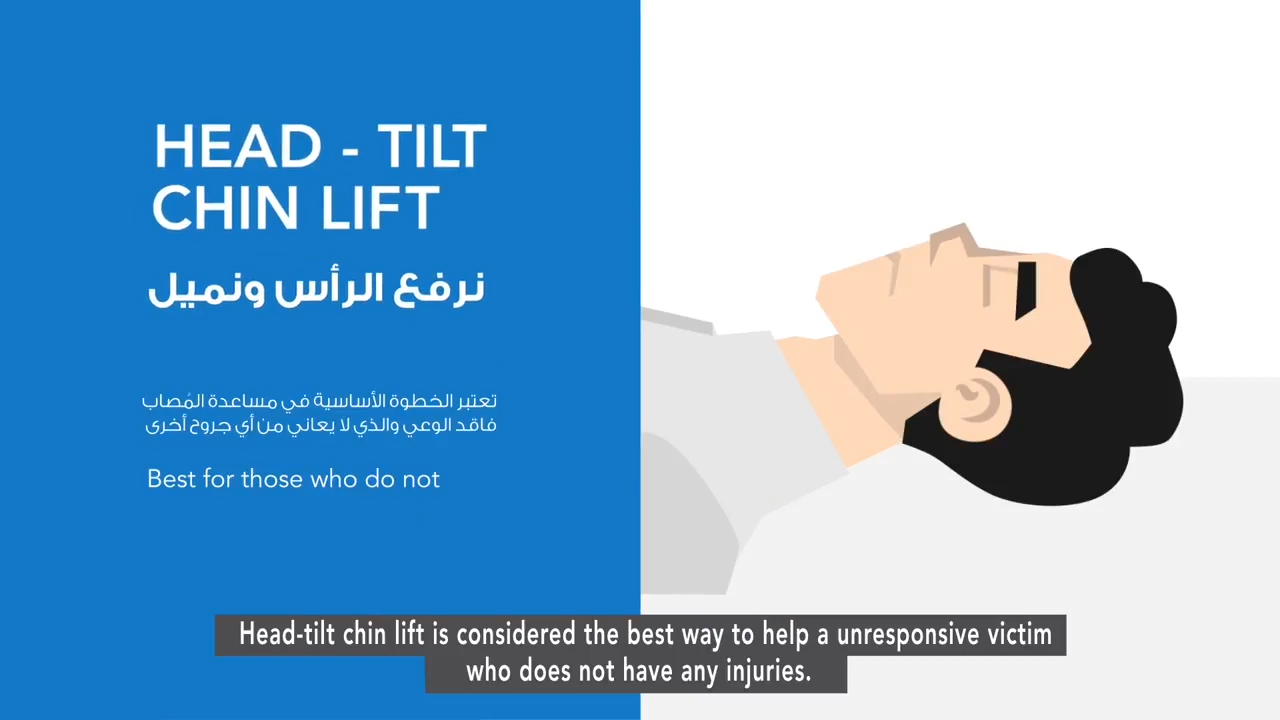 HEAD - TILT
CHIN LIFT
نرفع الرأس ونميل
تعتبر الخطوة الأساسية في مساعدة المُصاب
فاقد الوعي والذي لا يعاني من أي جروح أخرى
Best for those who do not
Head-tilt chin lift is considered the best way to help a unresponsive victim
who does not have any injuries.